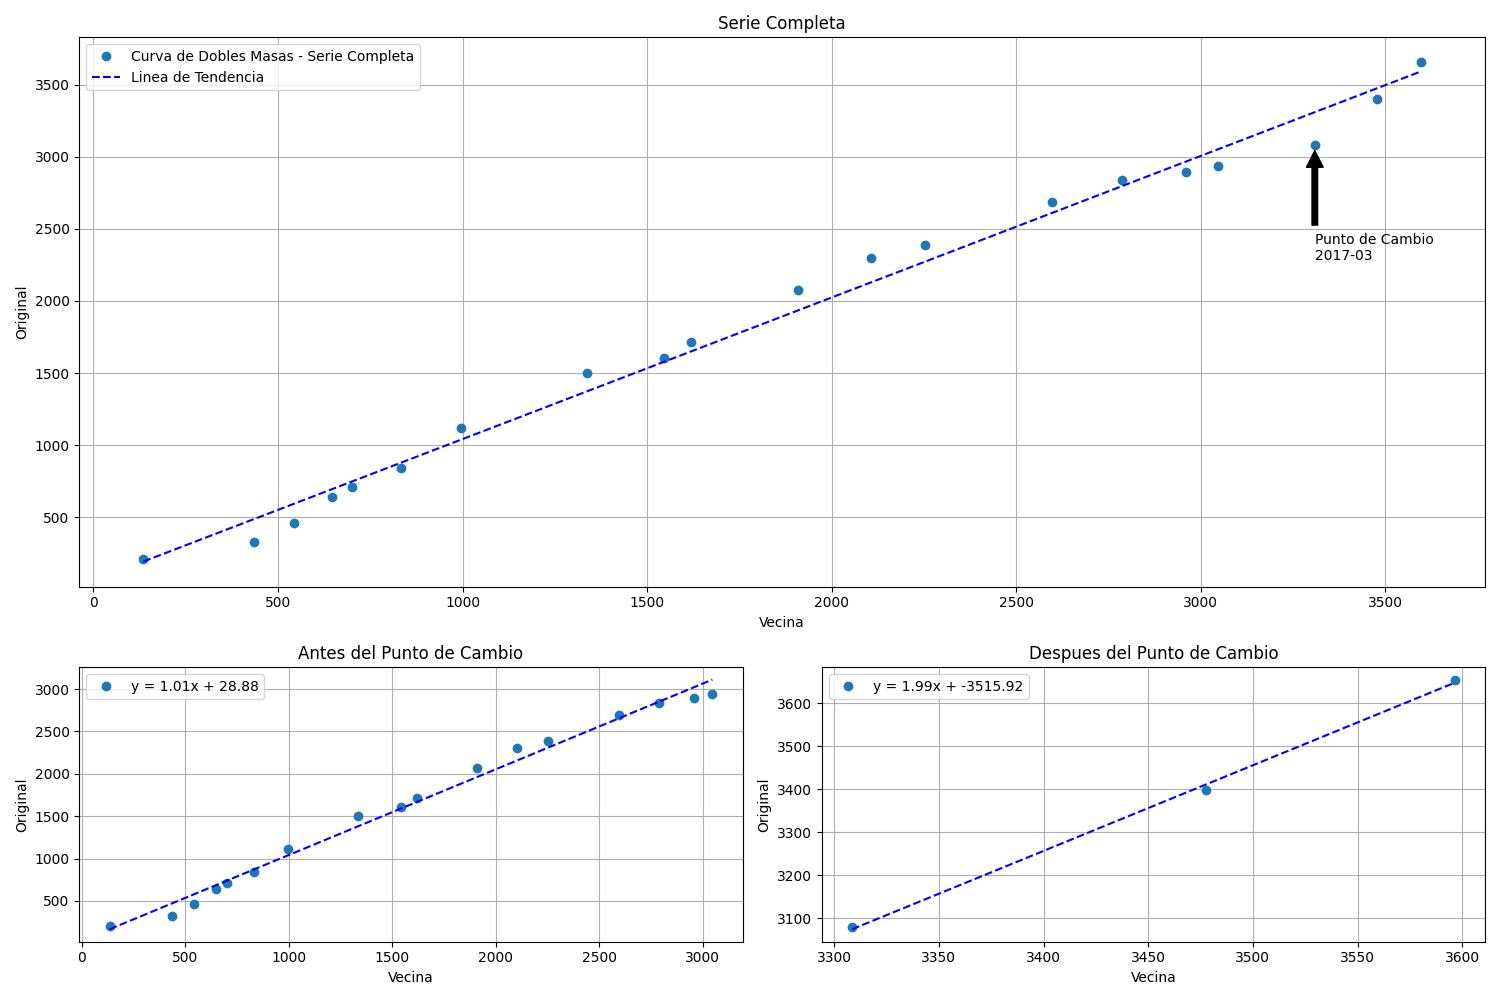 Serie Completa
Curva de Dobles Masas - Serie Completa
Linea de Tendencia
3500
3000
2500
2000
1500
1000
500
Original
Punto de Cambio
2017-03
0 500 1000 1500 2000 2500 3000 3500
Vecina
Antes del Punto de Cambio
y = 1.01x + 28.88
3000
2500
2000
1500
1000
500
Original
0 500 1000 1500 2000 2500 3000
Vecina
Despues del Punto de Cambio
y = 1.99x + -3515.92
3600
3500
3400
3300
3200
3100
Original
3300 3350 3400 3450 3500 3550 3600
Vecina